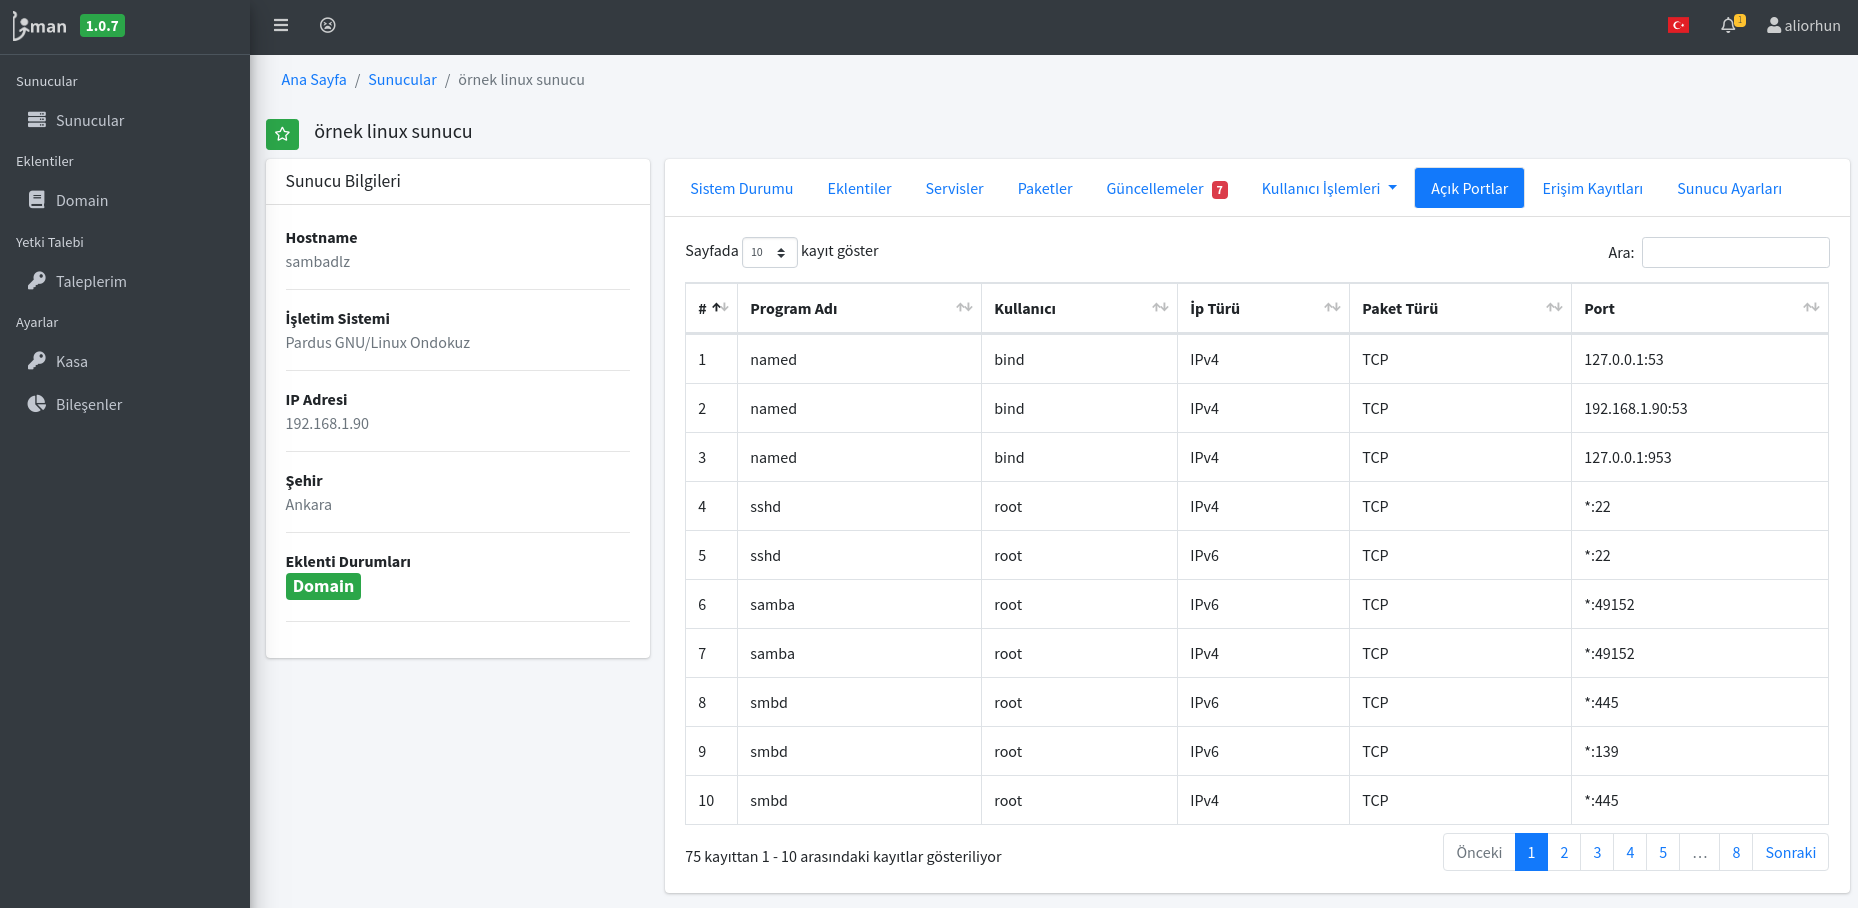 liman 1.0.7
1
aliorhun
Sunucular
Sunucular
Eklentiler
Domain
Yetki Talebi
Taleplerim
Ayarlar
Kasa
Bileşenler
Ana Sayfa / Sunucular / örnek linux sunucu
örnek linux sunucu
Sunucu Bilgileri
Hostname
sambadlz
İşletim Sistemi
Pardus GNU/Linux Ondokuz
IP Adresi
192.168.1.90
Şehir
Ankara
Eklenti Durumları
Domain
Sistem Durumu Eklentiler Servisler Paketler Güncellemeler 7 Kullanıcı İşlemleri Açık Portlar Erişim Kayıtları Sunucu Ayarları
Sayfada 10 kayıt göster Ara:
# Program Adı Kullanıcı İp Türü Paket Türü Port
1 named bind IPv4 TCP 127.0.0.1:53
2 named bind IPv4 TCP 192.168.1.90:53
3 named bind IPv4 TCP 127.0.0.1:953
4 sshd root IPv4 TCP *:22
5 sshd root IPv6 TCP *:22
6 samba root IPv6 TCP *:49152
7 samba root IPv4 TCP *:49152
8 smbd root IPv6 TCP *:445
9 smbd root IPv6 TCP *:139
10 smbd root IPv4 TCP *:445
75 kayıttan 1 - 10 arasındaki kayıtlar gösteriliyor
Önceki 1 2 3 4 5 … 8 Sonraki